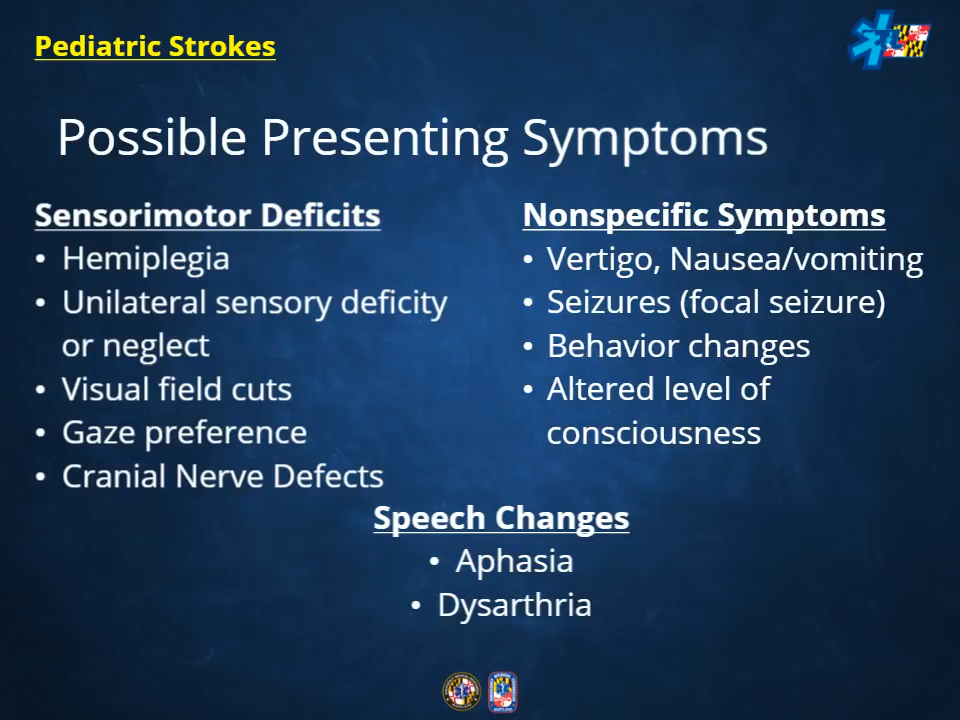 Pediatric Strokes
Possible Presenting Symptoms
Sensorimotor Deficits
• Hemiplegia
• Unilateral sensory deficity
or neglect
• Visual field cuts
• Gaze preference
• Cranial Nerve Defects
Nonspecific Symptoms
• Vertigo, Nausea/vomiting
• Seizures (focal seizure)
• Behavior changes
• Altered level of
consciousness
Speech Changes
• Aphasia
• Dysarthria